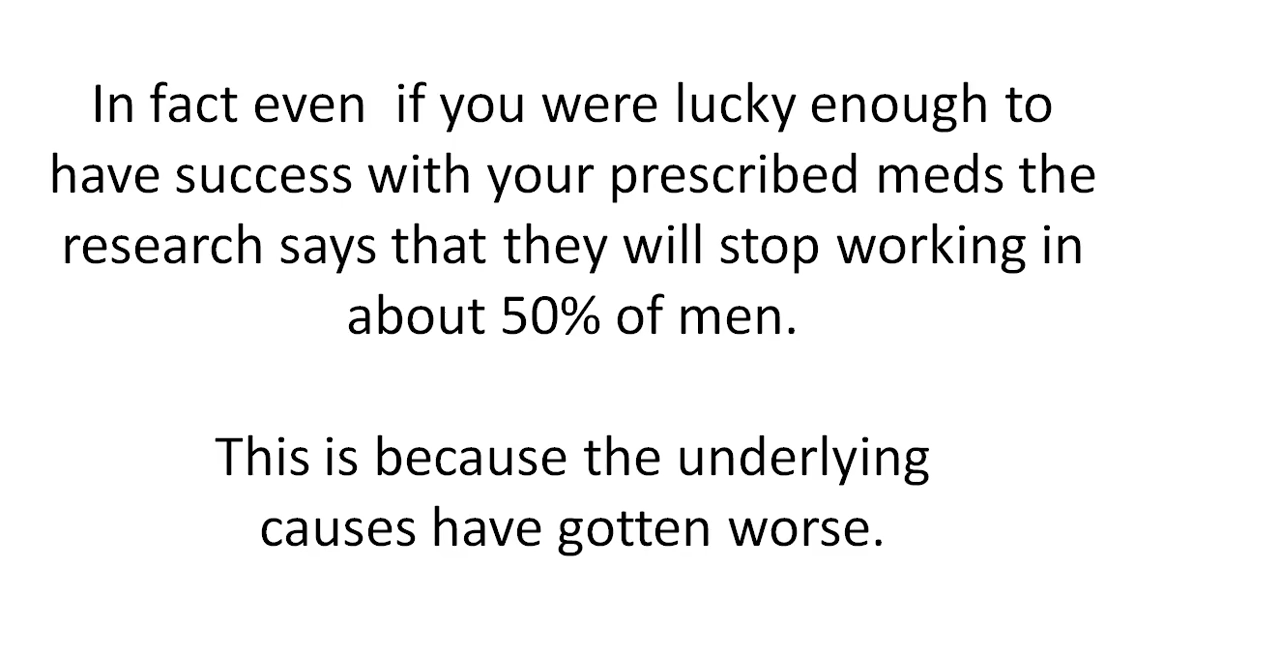 In fact even  if you were lucky enough to
have success with your prescribed meds the
research says that they will stop working in
about 50% of men.
This is because the underlying
causes have gotten worse.